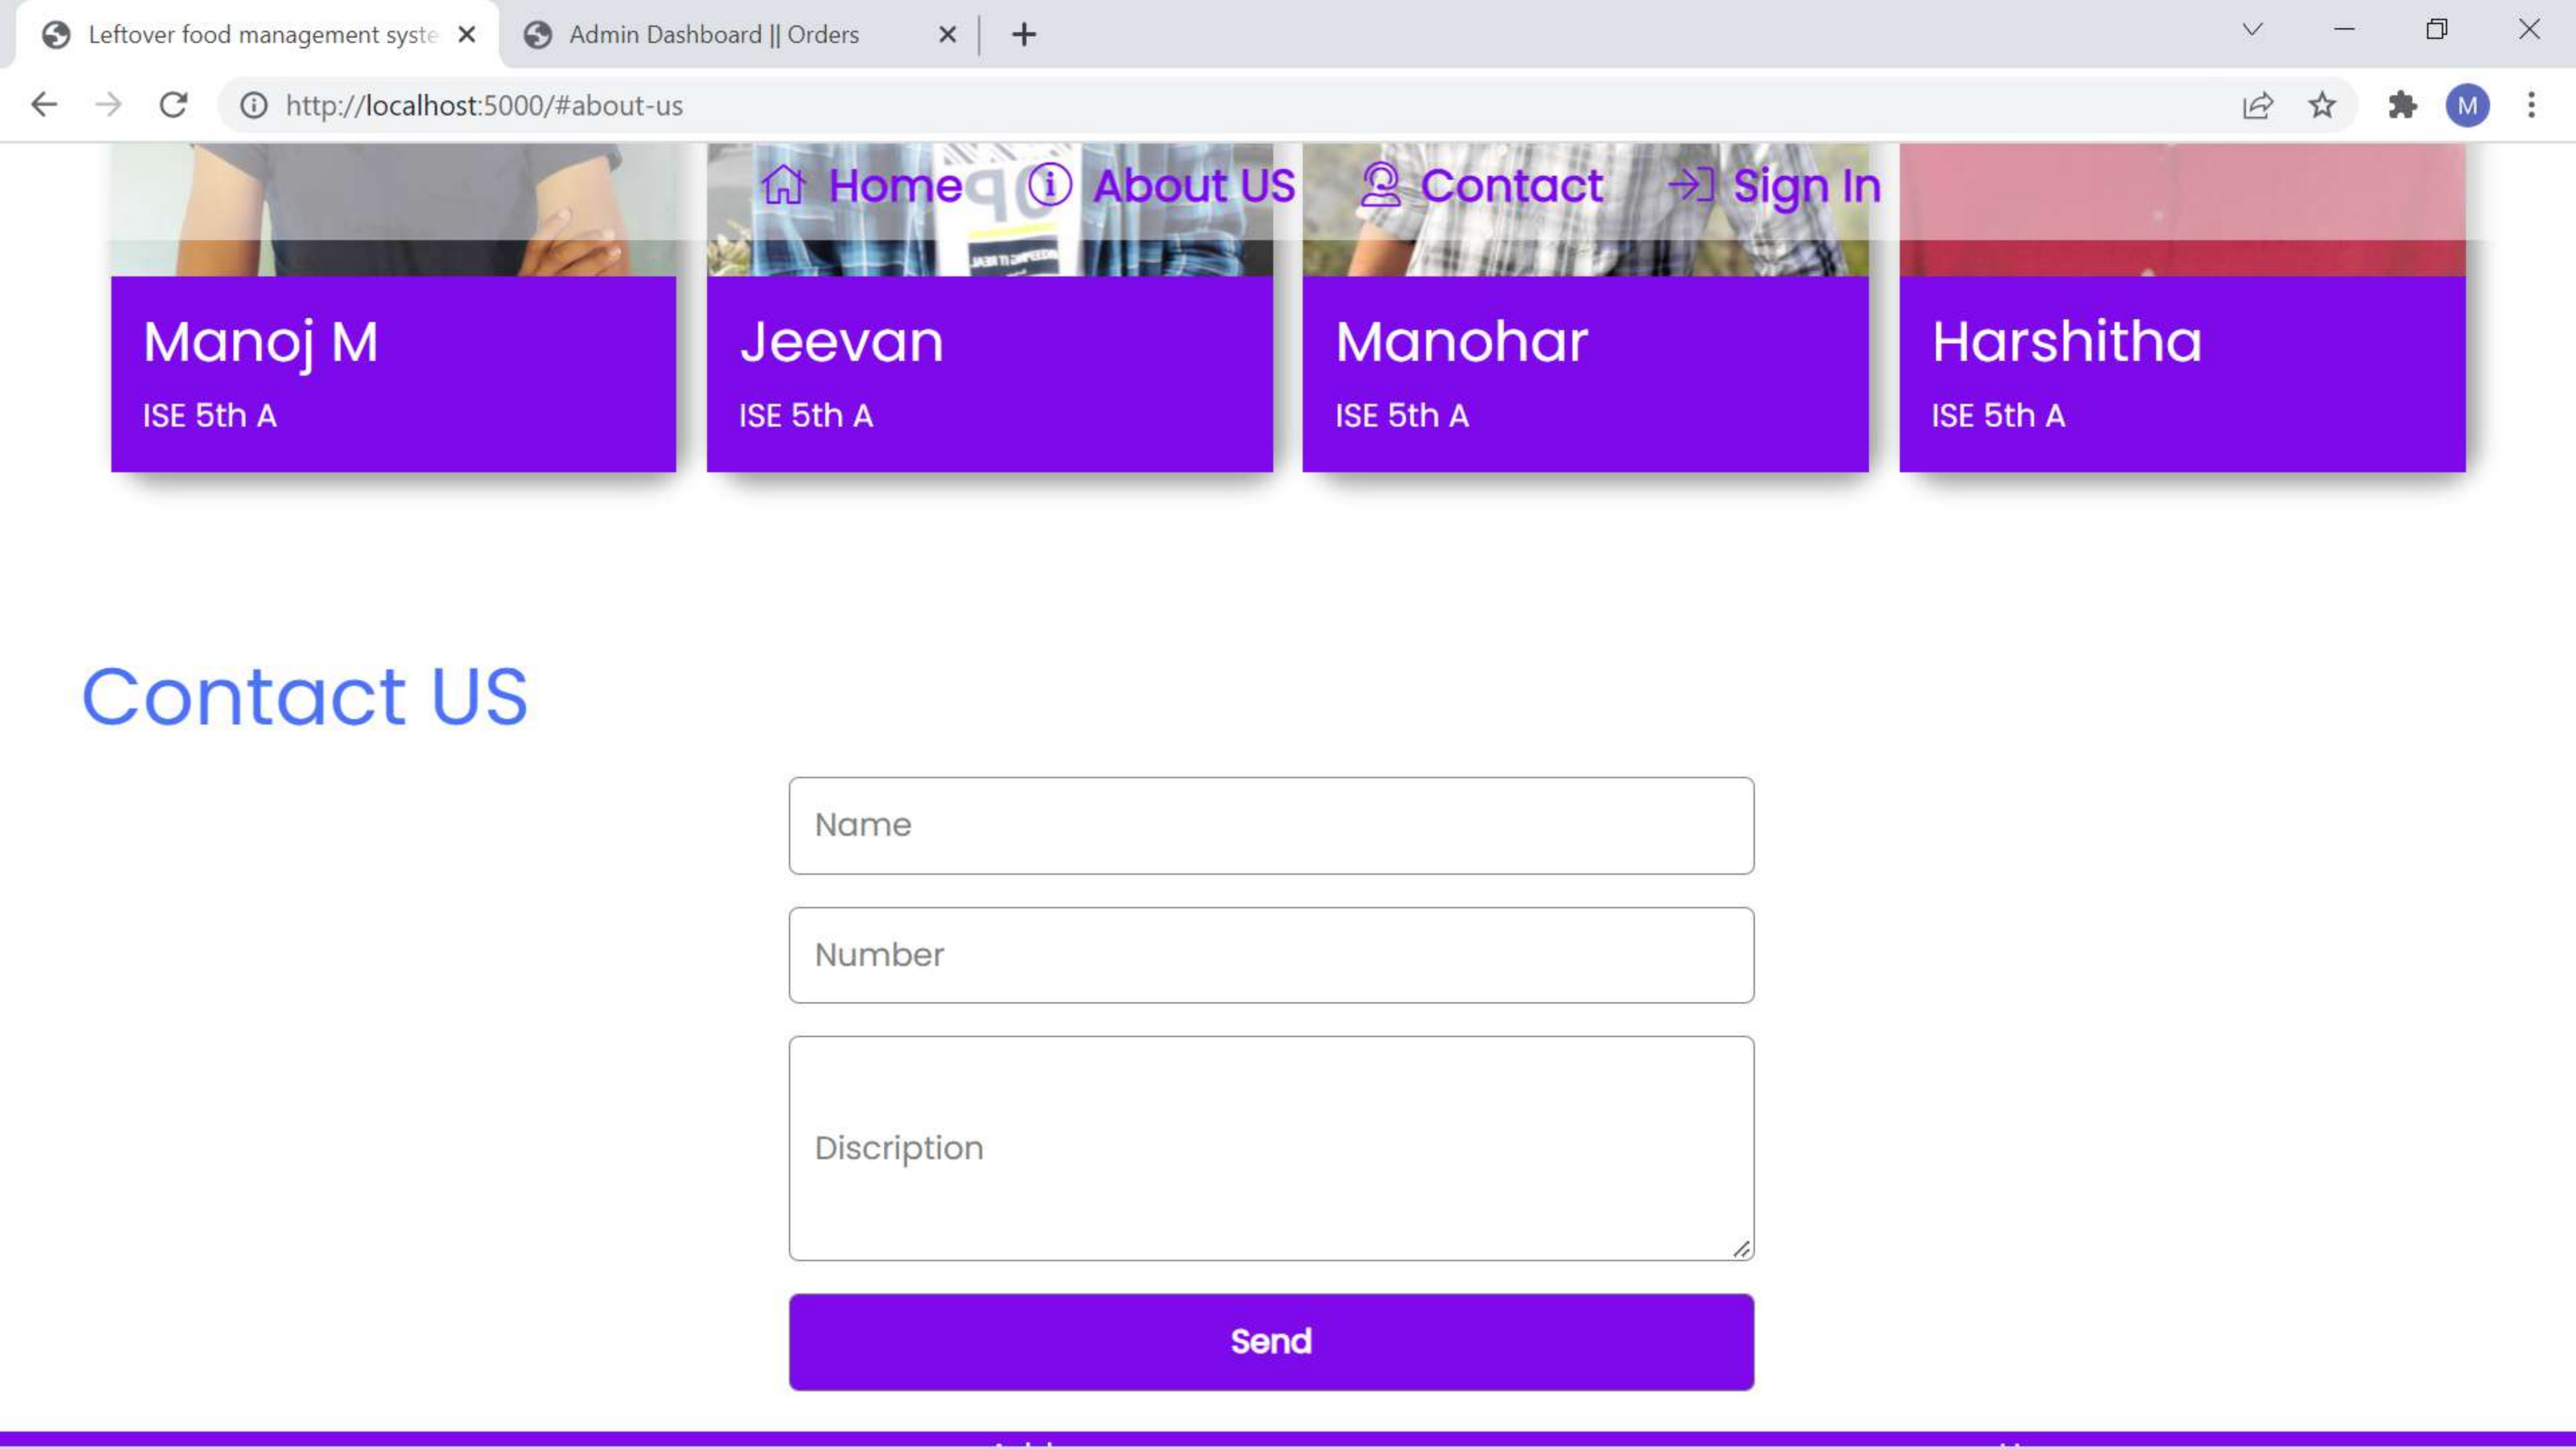 Leftover food management syste
Admin Dashboard || Orders
http://localhost:5000/#about-us
M
Home About US Contact Sign In
Manoj M
ISE 5th A
Jeevan
ISE 5th A
Manohar
ISE 5th A
Harshitha
ISE 5th A
Contact US
Name
Number
Discription
Send